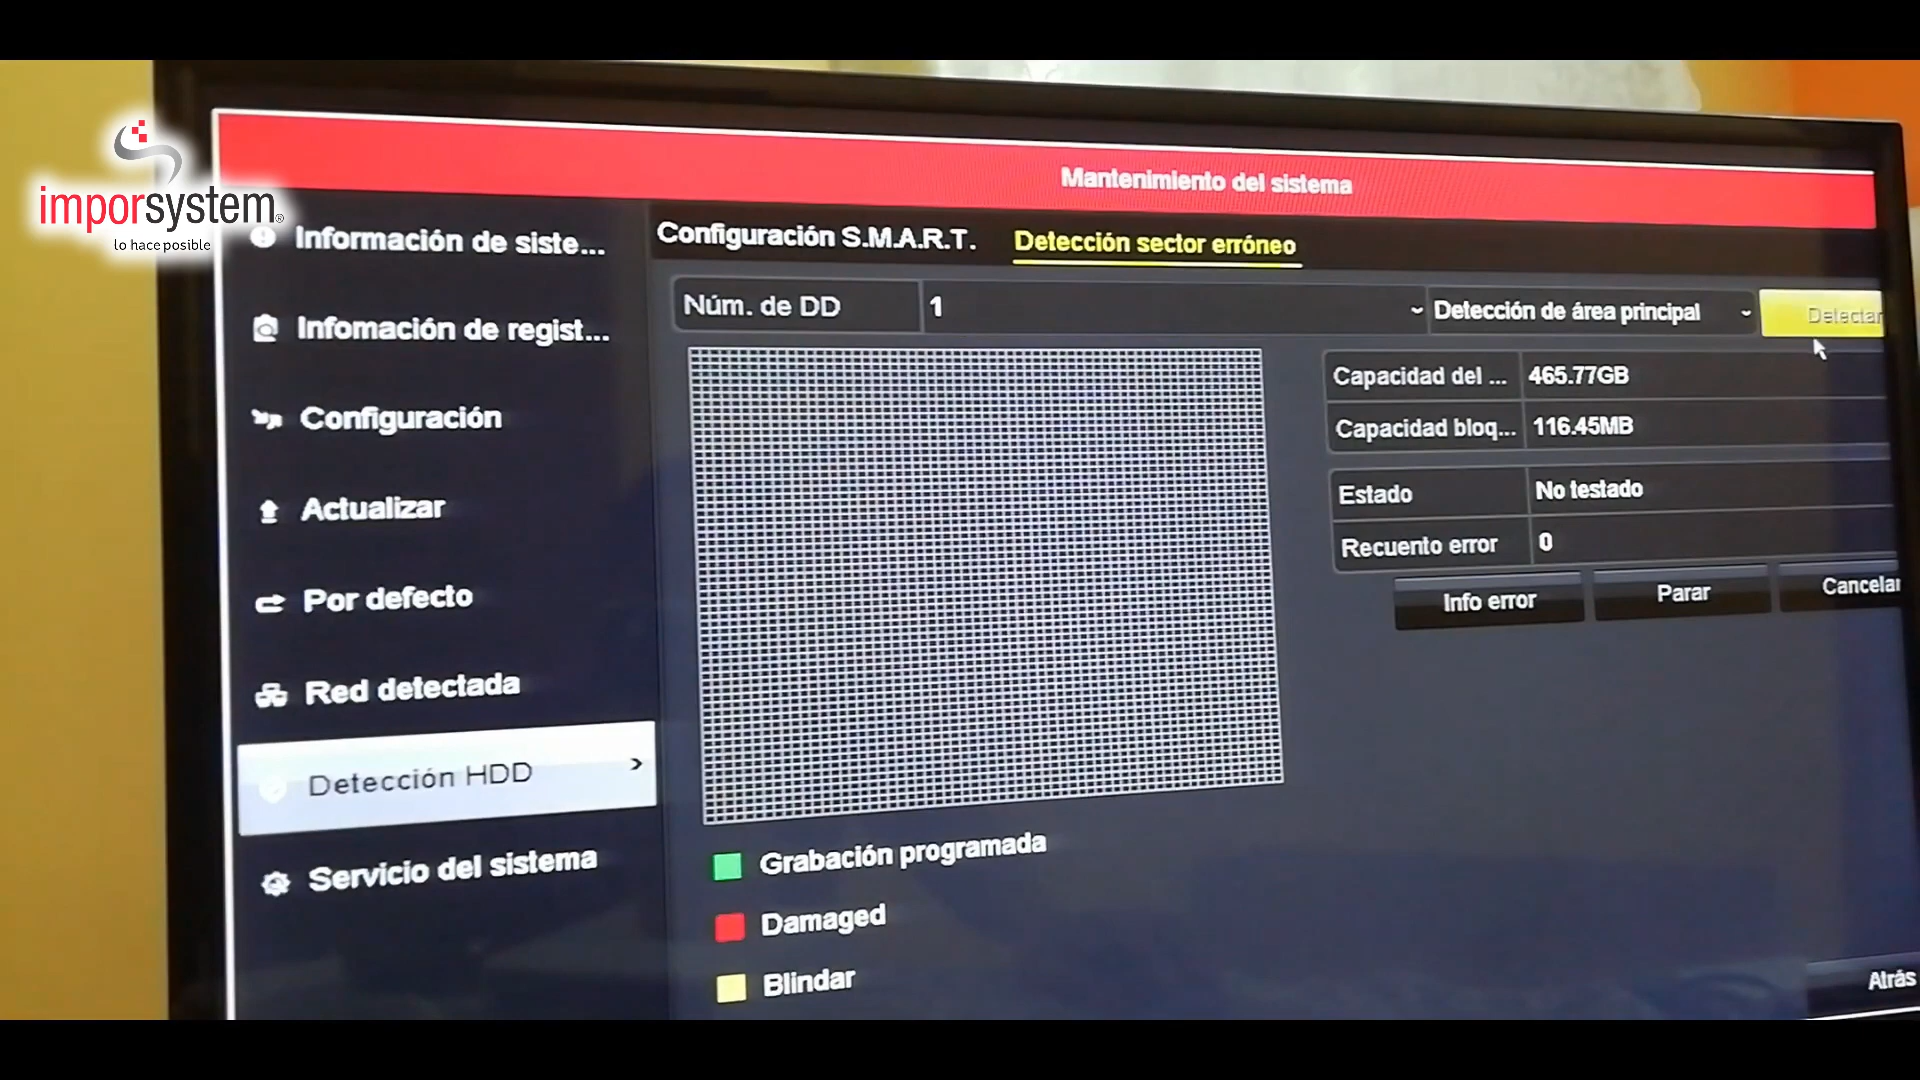 imporsystem®
lo hace posible
Mantenimiento del sistema
Información de siste...
Infomación de regist...
Configuración
Actualizar
Por defecto
Red detectada
Detección HDD >
Servicio del sistema
Configuración S.M.A.R.T.
Detección sector erróneo
Núm. de DD
1
Detección de área principal
Detectar
Capacidad del ...
465.77GB
Capacidad bloq...
116.45MB
Estado
No testado
Recuento error
0
Info error
Parar
Cancelar
Grabación programada
Damaged
Blindar
Atrás